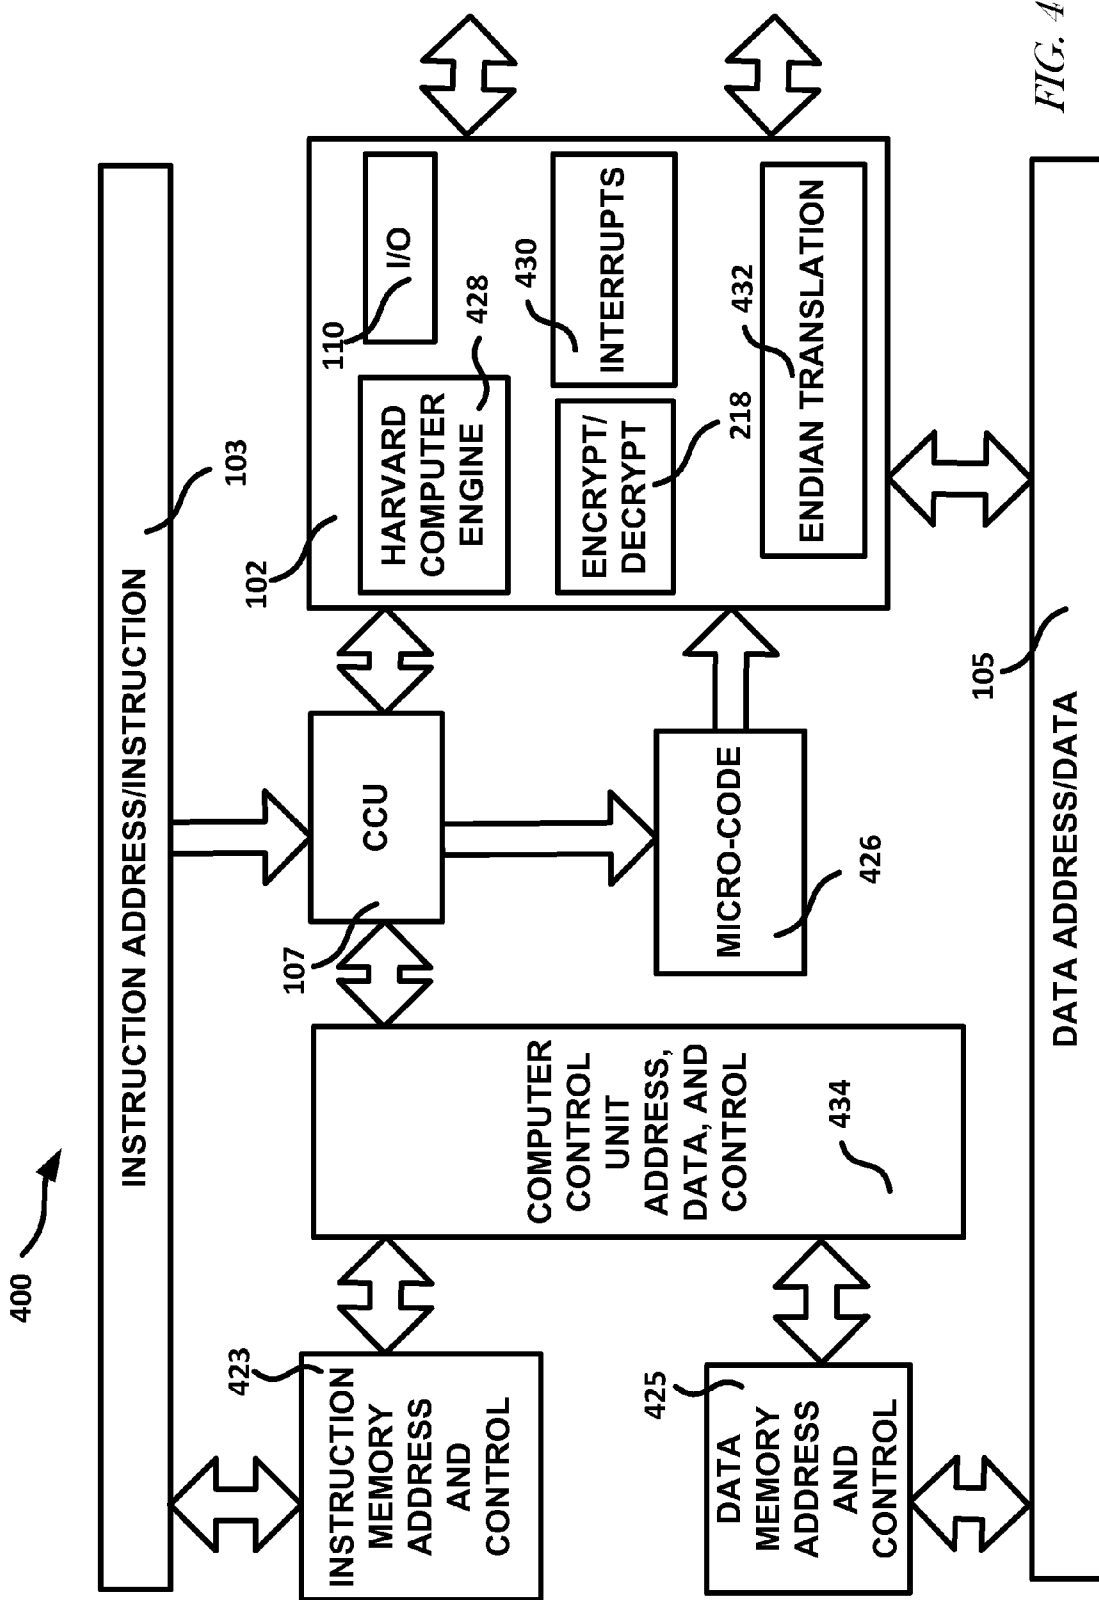 400
INSTRUCTION ADDRESS/INSTRUCTION
103
423
INSTRUCTION
MEMORY
ADDRESS
AND
CONTROL
425
DATA
MEMORY
ADDRESS
AND
CONTROL
COMPUTER
CONTROL
UNIT
ADDRESS,
DATA, AND
CONTROL
434
107
CCU
MICRO-CODE
426
102
HARVARD
COMPUTER
ENGINE
428
110
I/O
ENCRYPT/
DECRYPT
218
430
INTERRUPTS
432
ENDIAN TRANSLATION
105
DATA ADDRESS/DATA
FIG. 4